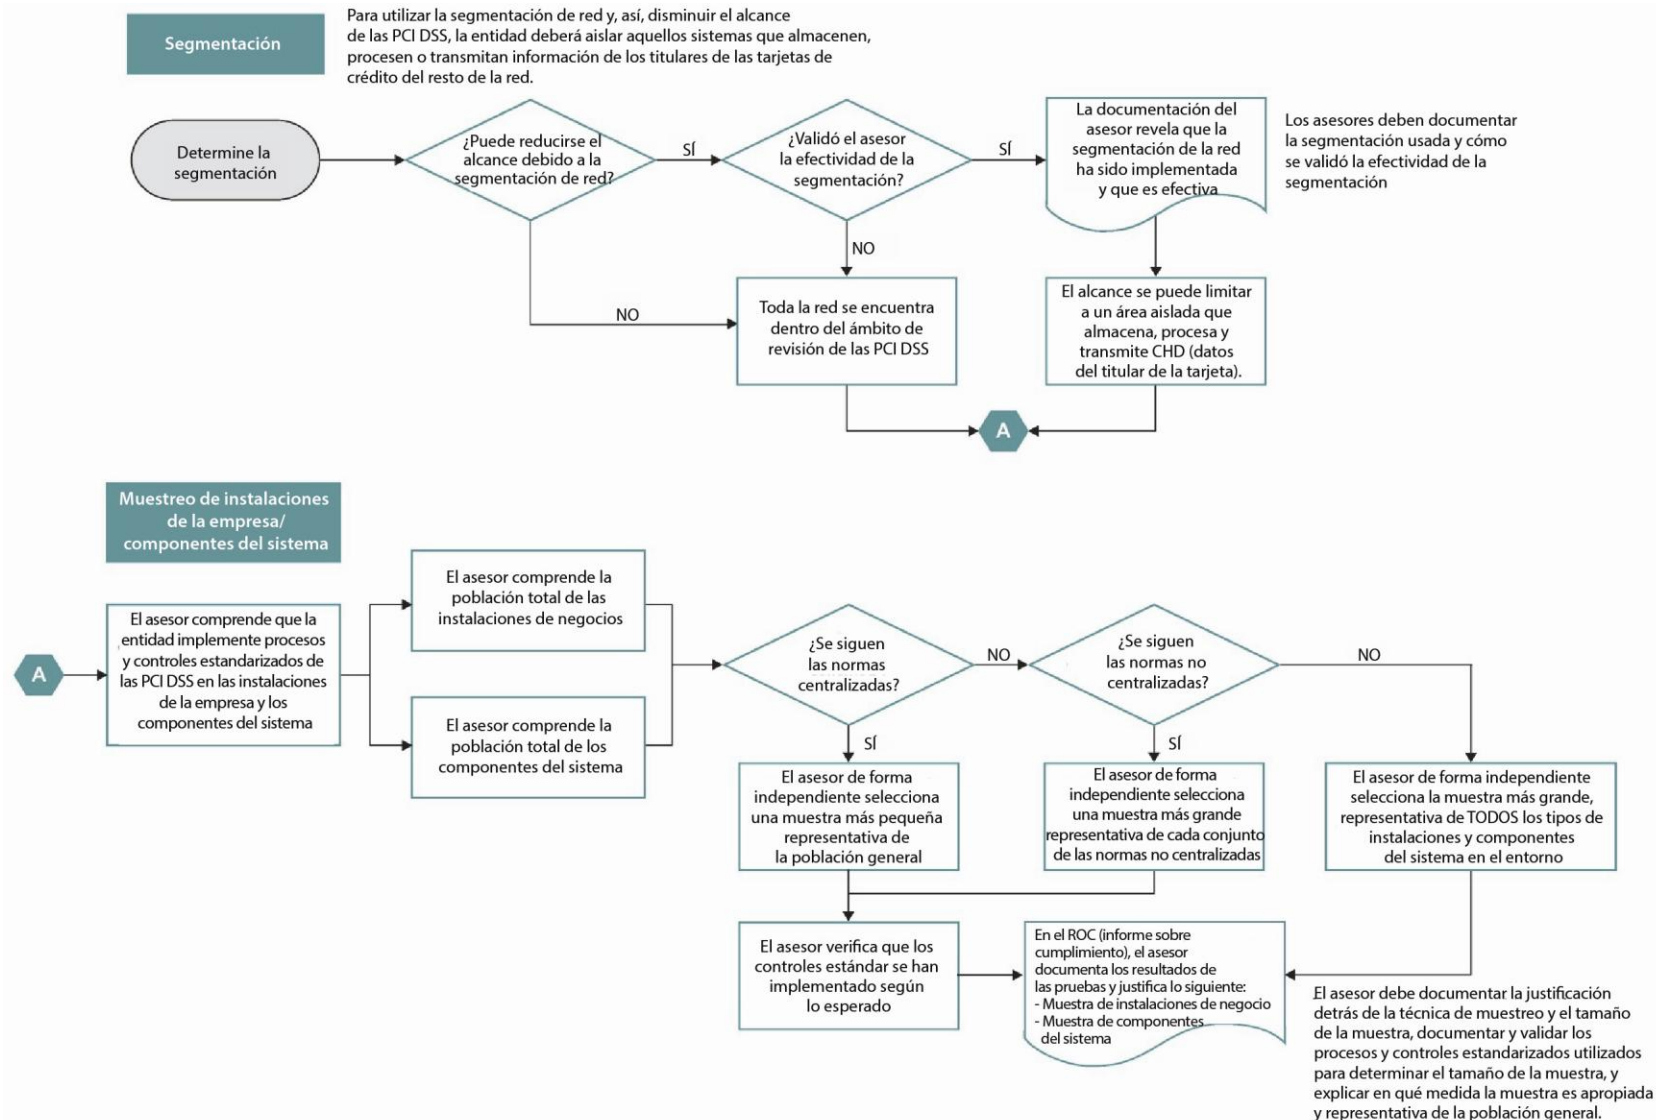 Segmentación
Para utilizar la segmentación de red y, así, disminuir el alcance
de las PCI DSS, la entidad deberá aislar aquellos sistemas que almacenen,
procesen o transmitan información de los titulares de las tarjetas de
crédito del resto de la red.
Determine la
segmentación
¿Puede reducirse el
alcance debido a la
segmentación de red?
SÍ
¿Validó el asesor
la efectividad de la
segmentación?
SÍ
La documentación del
asesor revela que la
segmentación de la red
ha sido implementada
y que es efectiva
Los asesores deben documentar
la segmentación usada y cómo
se validó la efectividad de la
segmentación
NO
NO
Toda la red se encuentra
dentro del ámbito de
revisión de las PCI DSS
El alcance se puede limitar
a un área aislada que
almacena, procesa y
transmite CHD (datos
del titular de la tarjeta).
A
Muestreo de instalaciones
de la empresa/
componentes del sistema
A
El asesor comprende que la
entidad implemente procesos
y controles estandarizados de
las PCI DSS en las instalaciones
de la empresa y los
componentes del sistema
El asesor comprende la
población total de las
instalaciones de negocios
El asesor comprende la
población total de los
componentes del sistema
¿Se siguen
las normas
centralizadas?
NO
¿Se siguen
las normas no
centralizadas?
NO
SÍ
SÍ
El asesor de forma
independiente selecciona
una muestra más pequeña
representativa de
la población general
El asesor de forma
independiente selecciona
una muestra más grande
representativa de cada conjunto
de las normas no centralizadas
El asesor de forma independiente
selecciona la muestra más grande,
representativa de TODOS los tipos de
instalaciones y componentes
del sistema en el entorno
El asesor verifica que los
controles estándar se han
implementado según
lo esperado
En el ROC (informe sobre
cumplimiento), el asesor
documenta los resultados de
las pruebas y justifica lo siguiente:
- Muestra de instalaciones de negocio
- Muestra de componentes
del sistema
El asesor debe documentar la justificación
detrás de la técnica de muestreo y el tamaño
de la muestra, documentar y validar los
procesos y controles estandarizados utilizados
para determinar el tamaño de la muestra, y
explicar en qué medida la muestra es apropiada
y representativa de la población general.